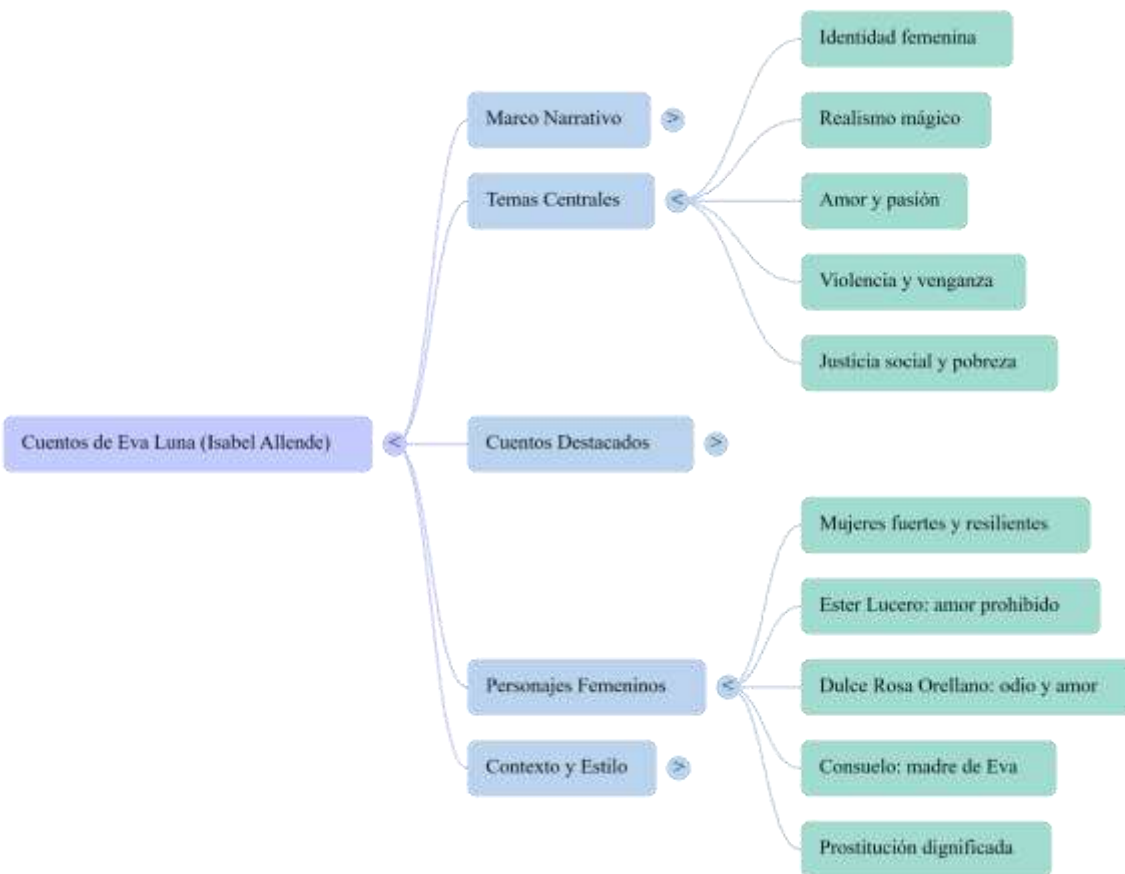 Cuentos de Eva Luna (Isabel Allende)
<
Marco Narrativo
>
Temas Centrales
<
Identidad femenina
Realismo mágico
Amor y pasión
Violencia y venganza
Justicia social y pobreza
Cuentos Destacados
>
Personajes Femeninos
<
Mujeres fuertes y resilientes
Ester Lucero: amor prohibido
Dulce Rosa Orellano: odio y amor
Consuelo: madre de Eva
Prostitución dignificada
Contexto y Estilo
>